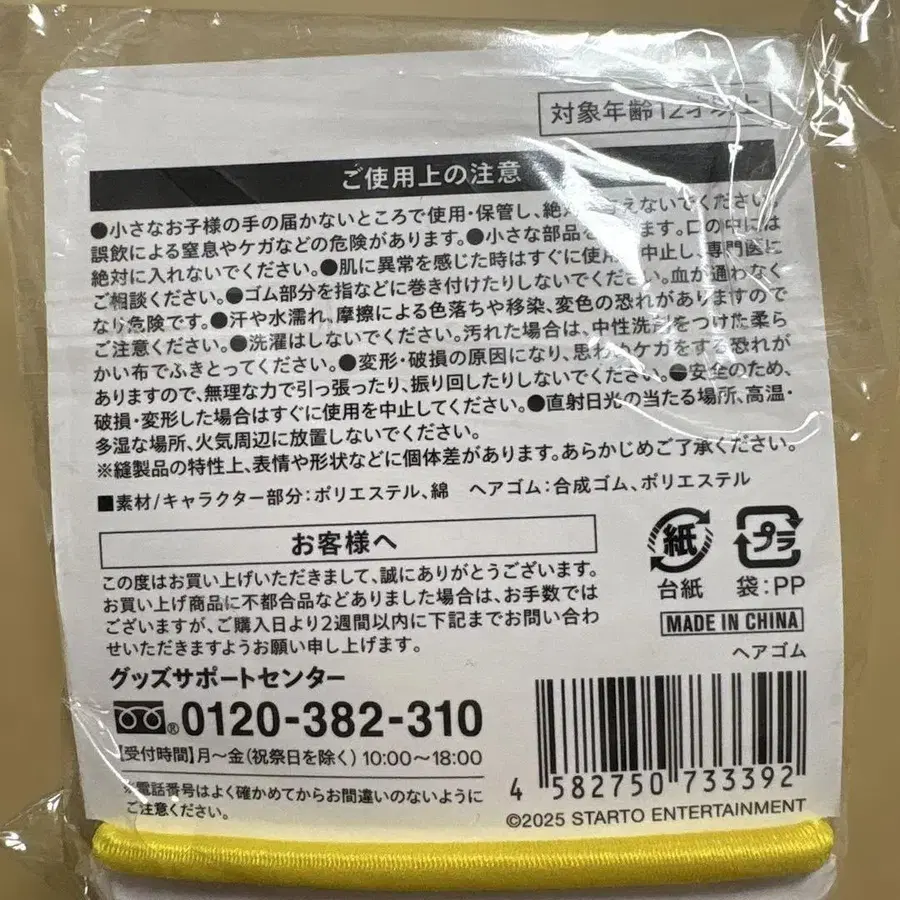 対象年齢12才以上
ご使用上の注意
●小さなお子様の手の届かないところで使用・保管し、絶対に与えないでください。
誤飲による窒息やケガなどの危険があります。●小さな部品を　ます。口の中には
絶対に入れないでください。●肌に異常を感じた時はすぐに使用を中止し、専門医に
ご相談ください。●ゴム部分を指などに巻き付けたりしないでください。血が通わなく
なり危険です。●汗や水濡れ、摩擦による色落ちや移染、変色の恐れがありますので
ご注意ください。●洗濯はしないでください。汚れた場合は、中性洗剤をつけた柔ら
かい布でふきとってください。●変形・破損の原因になり、思わぬケガをする恐れが
ありますので、無理な力で引っ張ったり、振り回したりしないでください。●安全のため、
破損・変形した場合はすぐに使用を中止してください。●直射日光の当たる場所、高温・
多湿な場所、火気周辺に放置しないでください。
※縫製品の特性上、表情や形状などに個体差があります。あらかじめご了承ください。
■素材/キャラクター部分:ポリエステル、綿　ヘアゴム:合成ゴム、ポリエステル
お客様へ
この度はお買い上げいただきまして、誠にありがとうございます。
お買い上げ商品に不都合品などありました場合は、お手数では
ございますが、ご購入日より2週間以内に下記までお問い合わ
せいただきますようお願い申し上げます。
グッズサポートセンター
®0120-382-310
【受付時間】月〜金(祝祭日を除く)10:00〜18:00
※電話番号はよく確かめてからお間違いのないように
ご注意ください。
紙 プラ
台紙 袋:PP
MADE IN CHINA
ヘアゴム
4 582750 733392
©2025 STARTO ENTERTAINMENT